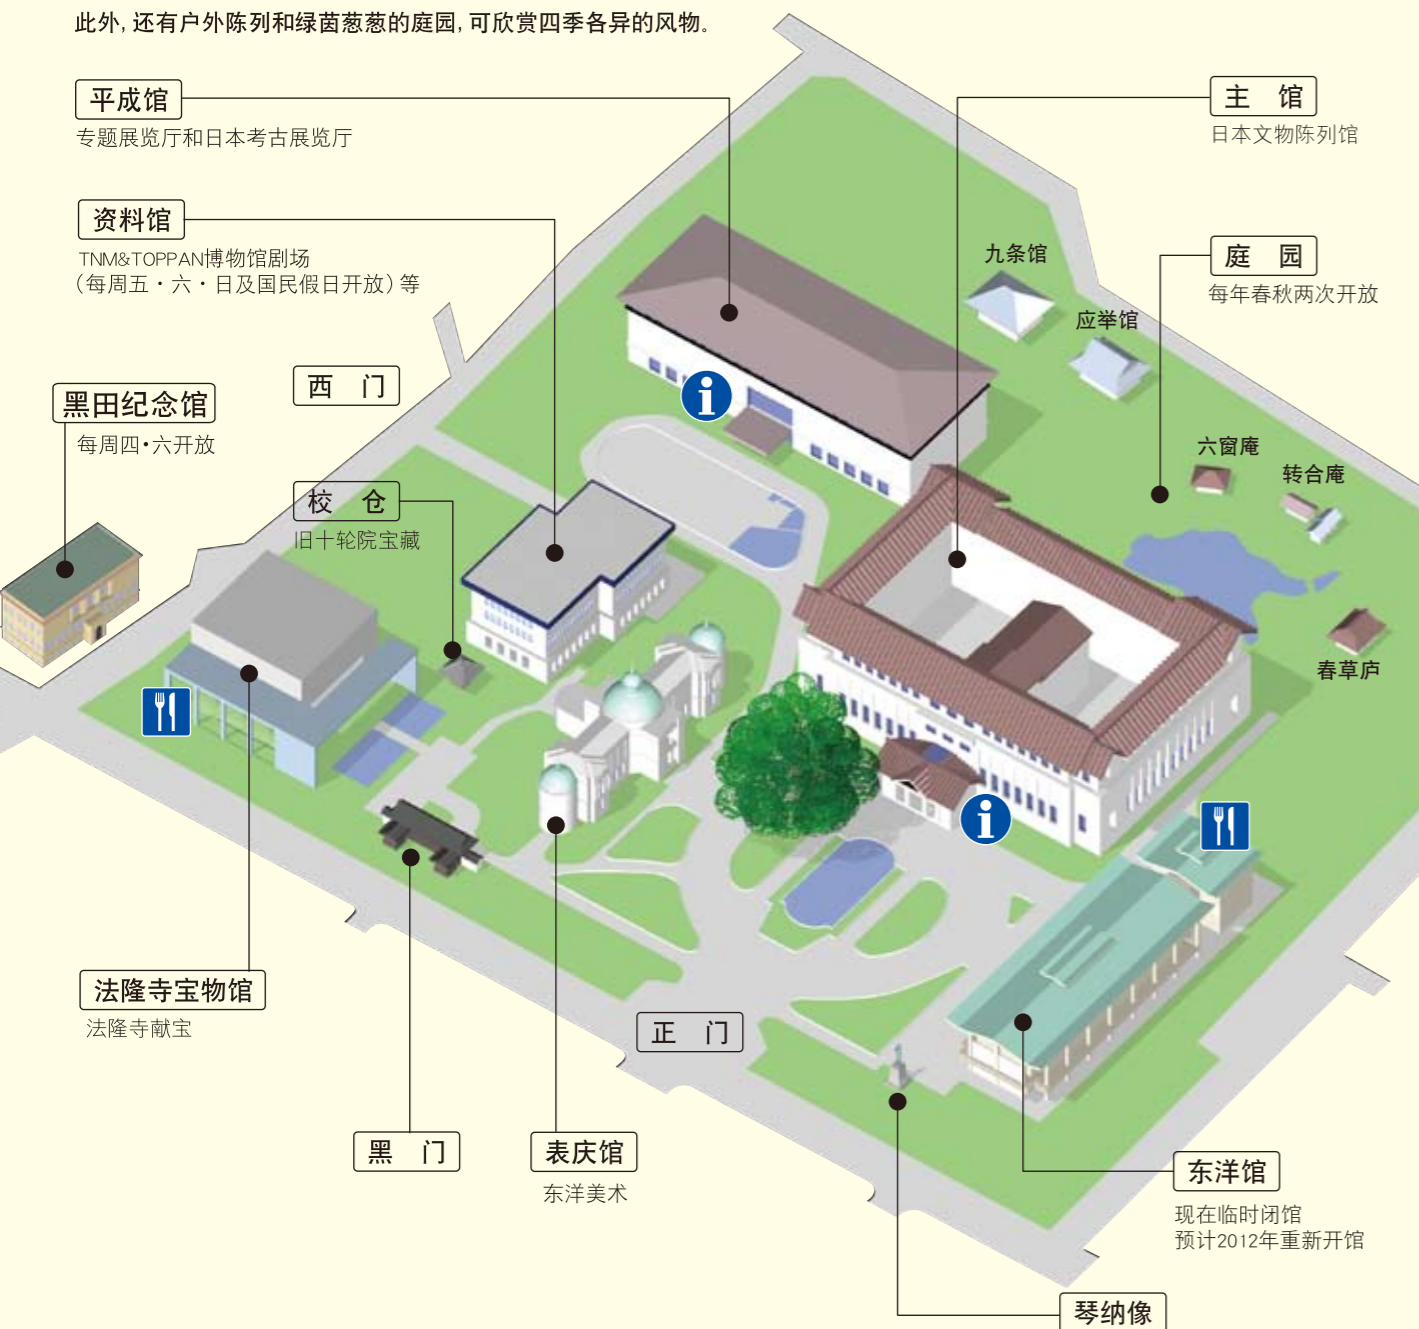 此外, 还有户外陈列和绿茵葱葱的庭园, 可欣赏四季各异的风物。
平成馆
专题展览厅和日本考古展览厅
主 馆
日本文物陈列馆
资料馆
TNM&TOPPAN博物馆剧场
(每周五・六・日及国民假日开放) 等
九条馆
庭 园
每年春秋两次开放
应举馆
西 门
黑田纪念馆
每周四・六开放
六窗庵
转合庵
校 仓
旧十轮院宝藏
春草庐
法隆寺宝物馆
法隆寺献宝
正 门
黑 门
表庆馆
东洋美术
东洋馆
现在临时闭馆
预计2012年重新开馆
琴纳像